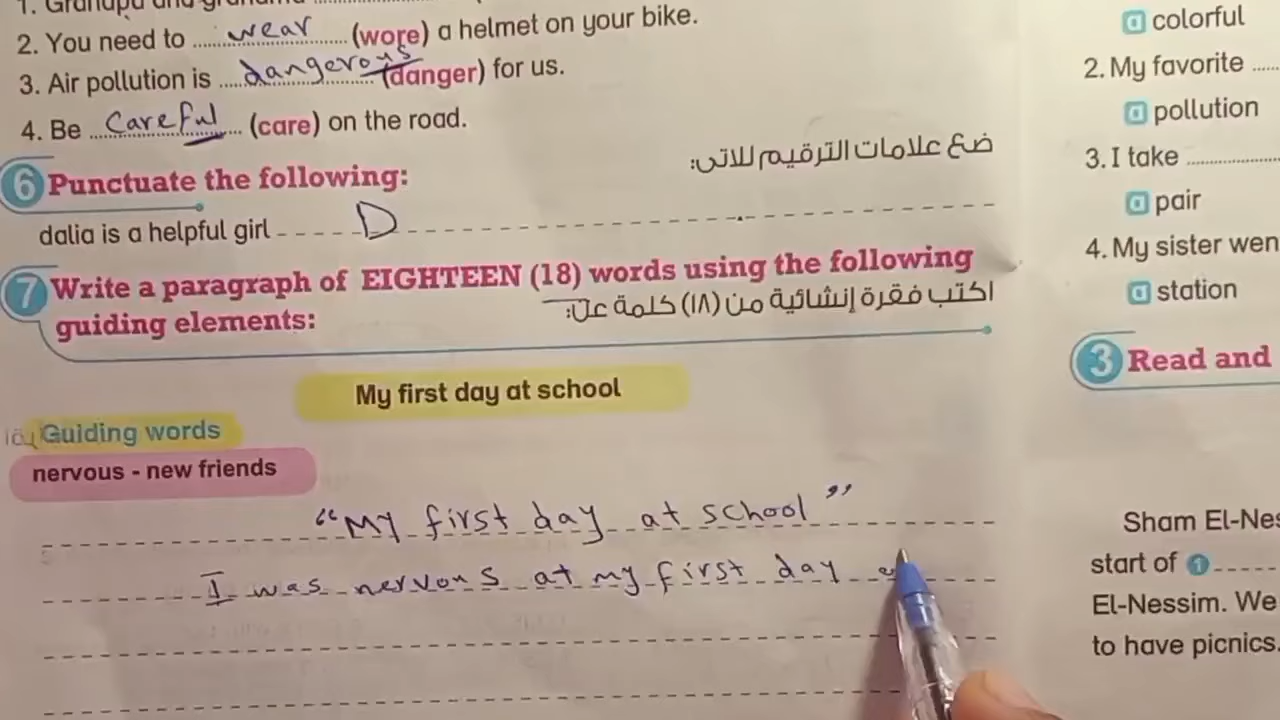 2. You need to wear (wore) a helmet on your bike.
3. Air pollution is dangerous (danger) for us.
4. Be careful (care) on the road.
6 Punctuate the following:
ضع علامات الترقيم للاتى:
dalia is a helpful girl D .
7 Write a paragraph of EIGHTEEN (18) words using the following
guiding elements:
اكتب فقرة إنشائية من (١٨) كلمة عن:
My first day at school
Guiding words
nervous - new friends
"My first day at school"
I was nervous at my first day
a colorful
2. My favorite
a pollution
3. I take
a pair
4. My sister wen
a station
3 Read and
Sham El-Nes
start of 1
El-Nessim. We
to have picnics.